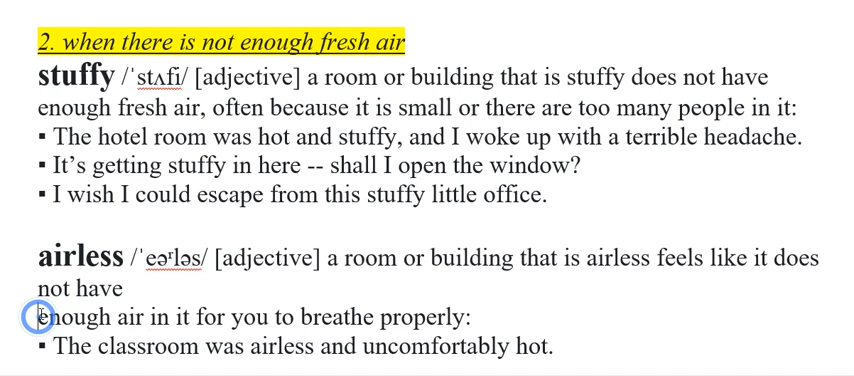 2. when there is not enough fresh air
stuffy /ˈstʌfi/ [adjective] a room or building that is stuffy does not have
enough fresh air, often because it is small or there are too many people in it:
▪ The hotel room was hot and stuffy, and I woke up with a terrible headache.
▪ It’s getting stuffy in here -- shall I open the window?
▪ I wish I could escape from this stuffy little office.
airless /ˈeəʳləs/ [adjective] a room or building that is airless feels like it does
not have
enough air in it for you to breathe properly:
▪ The classroom was airless and uncomfortably hot.